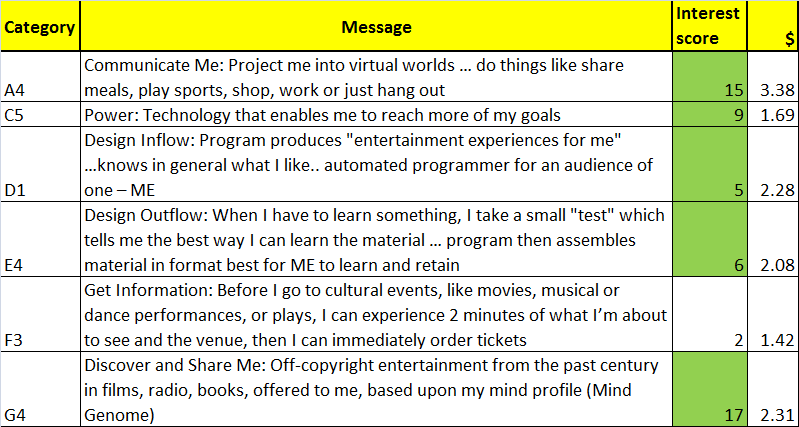 Category Message Interest score $
A4 Communicate Me: Project me into virtual worlds … do things like share
meals, play sports, shop, work or just hang out 15 3.38
C5 Power: Technology that enables me to reach more of my goals 9 1.69
Design Inflow: Program produces "entertainment experiences for me"
…knows in general what I like.. automated programmer for an audience of
D1 one – ME 5 2.28
Design Outflow: When I have to learn something, I take a small "test" which
tells me the best way I can learn the material … program then assembles
E4 material in format best for ME to learn and retain 6 2.08
Get Information: Before I go to cultural events, like movies, musical or
dance performances, or plays, I can experience 2 minutes of what I’m about
F3 to see and the venue, then I can immediately order tickets 2 1.42
Discover and Share Me: Off-copyright entertainment from the past century
in films, radio, books, offered to me, based upon my mind profile (Mind
G4 Genome) 17 2.31